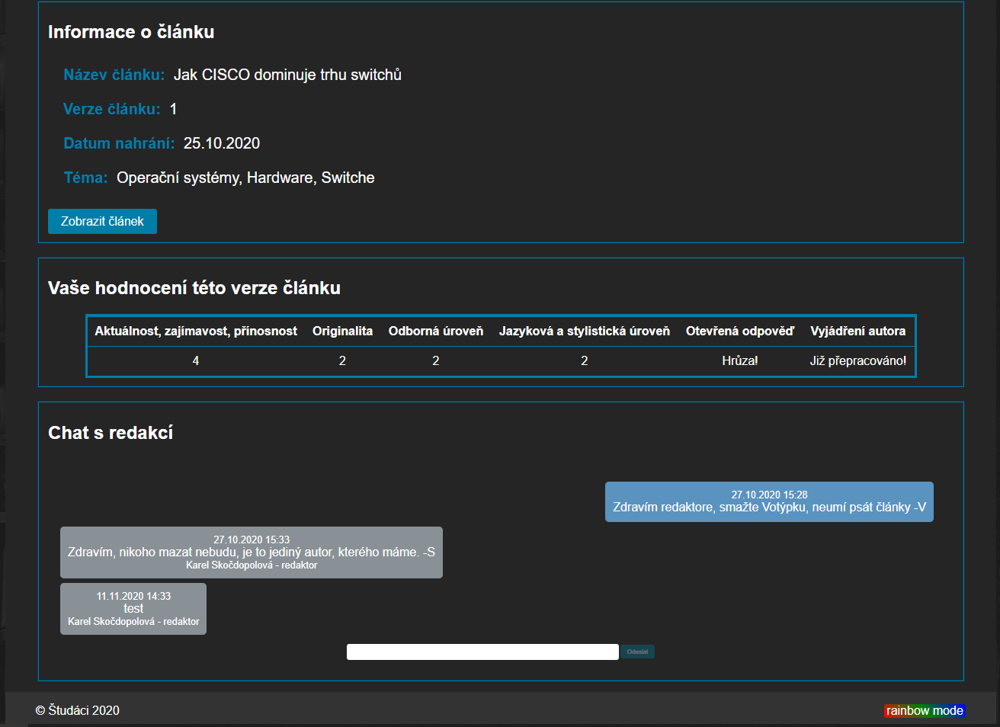 Informace o článku
Název článku: Jak CISCO dominuje trhu switchů
Verze článku: 1
Datum nahrání: 25.10.2020
Téma: Operační systémy, Hardware, Switche
Zobrazit článek
Vaše hodnocení této verze článku
Aktuálnost, zajímavost, přínosnost Originalita Odborná úroveň Jazyková a stylistická úroveň Otevřená odpověď Vyjádření autora
4 2 2 2 Hrůza! Již přepracováno!
Chat s redakcí
27.10.2020 15:28
Zdravím redaktore, smažte Votýpku, neumí psát články -V
27.10.2020 15:33
Zdravím, nikoho mazat nebudu, je to jediný autor, kterého máme. -S
Karel Skočdopolová - redaktor
11.11.2020 14:33
test
Karel Skočdopolová - redaktor
Odeslat
© Študáci 2020
rainbow mode